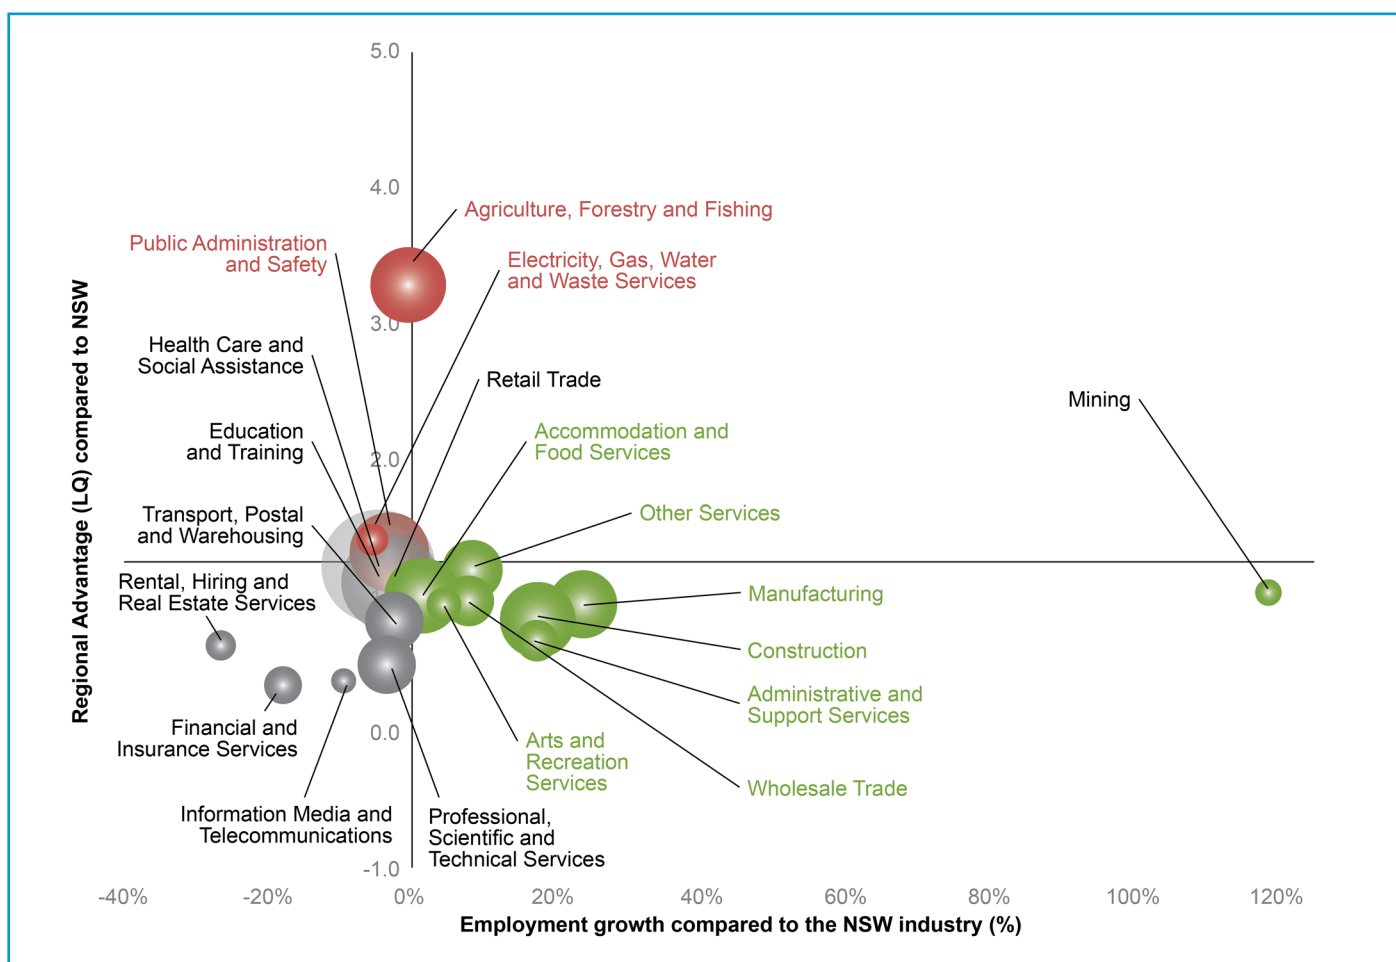 5.0
4.0
3.0
2.0
0.0
-1.0
Regional Advantage (LQ) compared to NSW
Agriculture, Forestry and Fishing
Public Administration
and Safety
Electricity, Gas, Water
and Waste Services
Health Care and
Social Assistance
Retail Trade
Mining
Education
and Training
Accommodation and
Food Services
Transport, Postal
and Warehousing
Other Services
Rental, Hiring and
Real Estate Services
Manufacturing
Construction
Administrative and
Support Services
Financial and
Insurance Services
Arts and
Recreation
Services
Wholesale Trade
Information Media and
Telecommunications
Professional,
Scientific and
Technical Services
-40%
-20%
0%
20%
40%
60%
80%
100%
120%
Employment growth compared to the NSW industry (%)